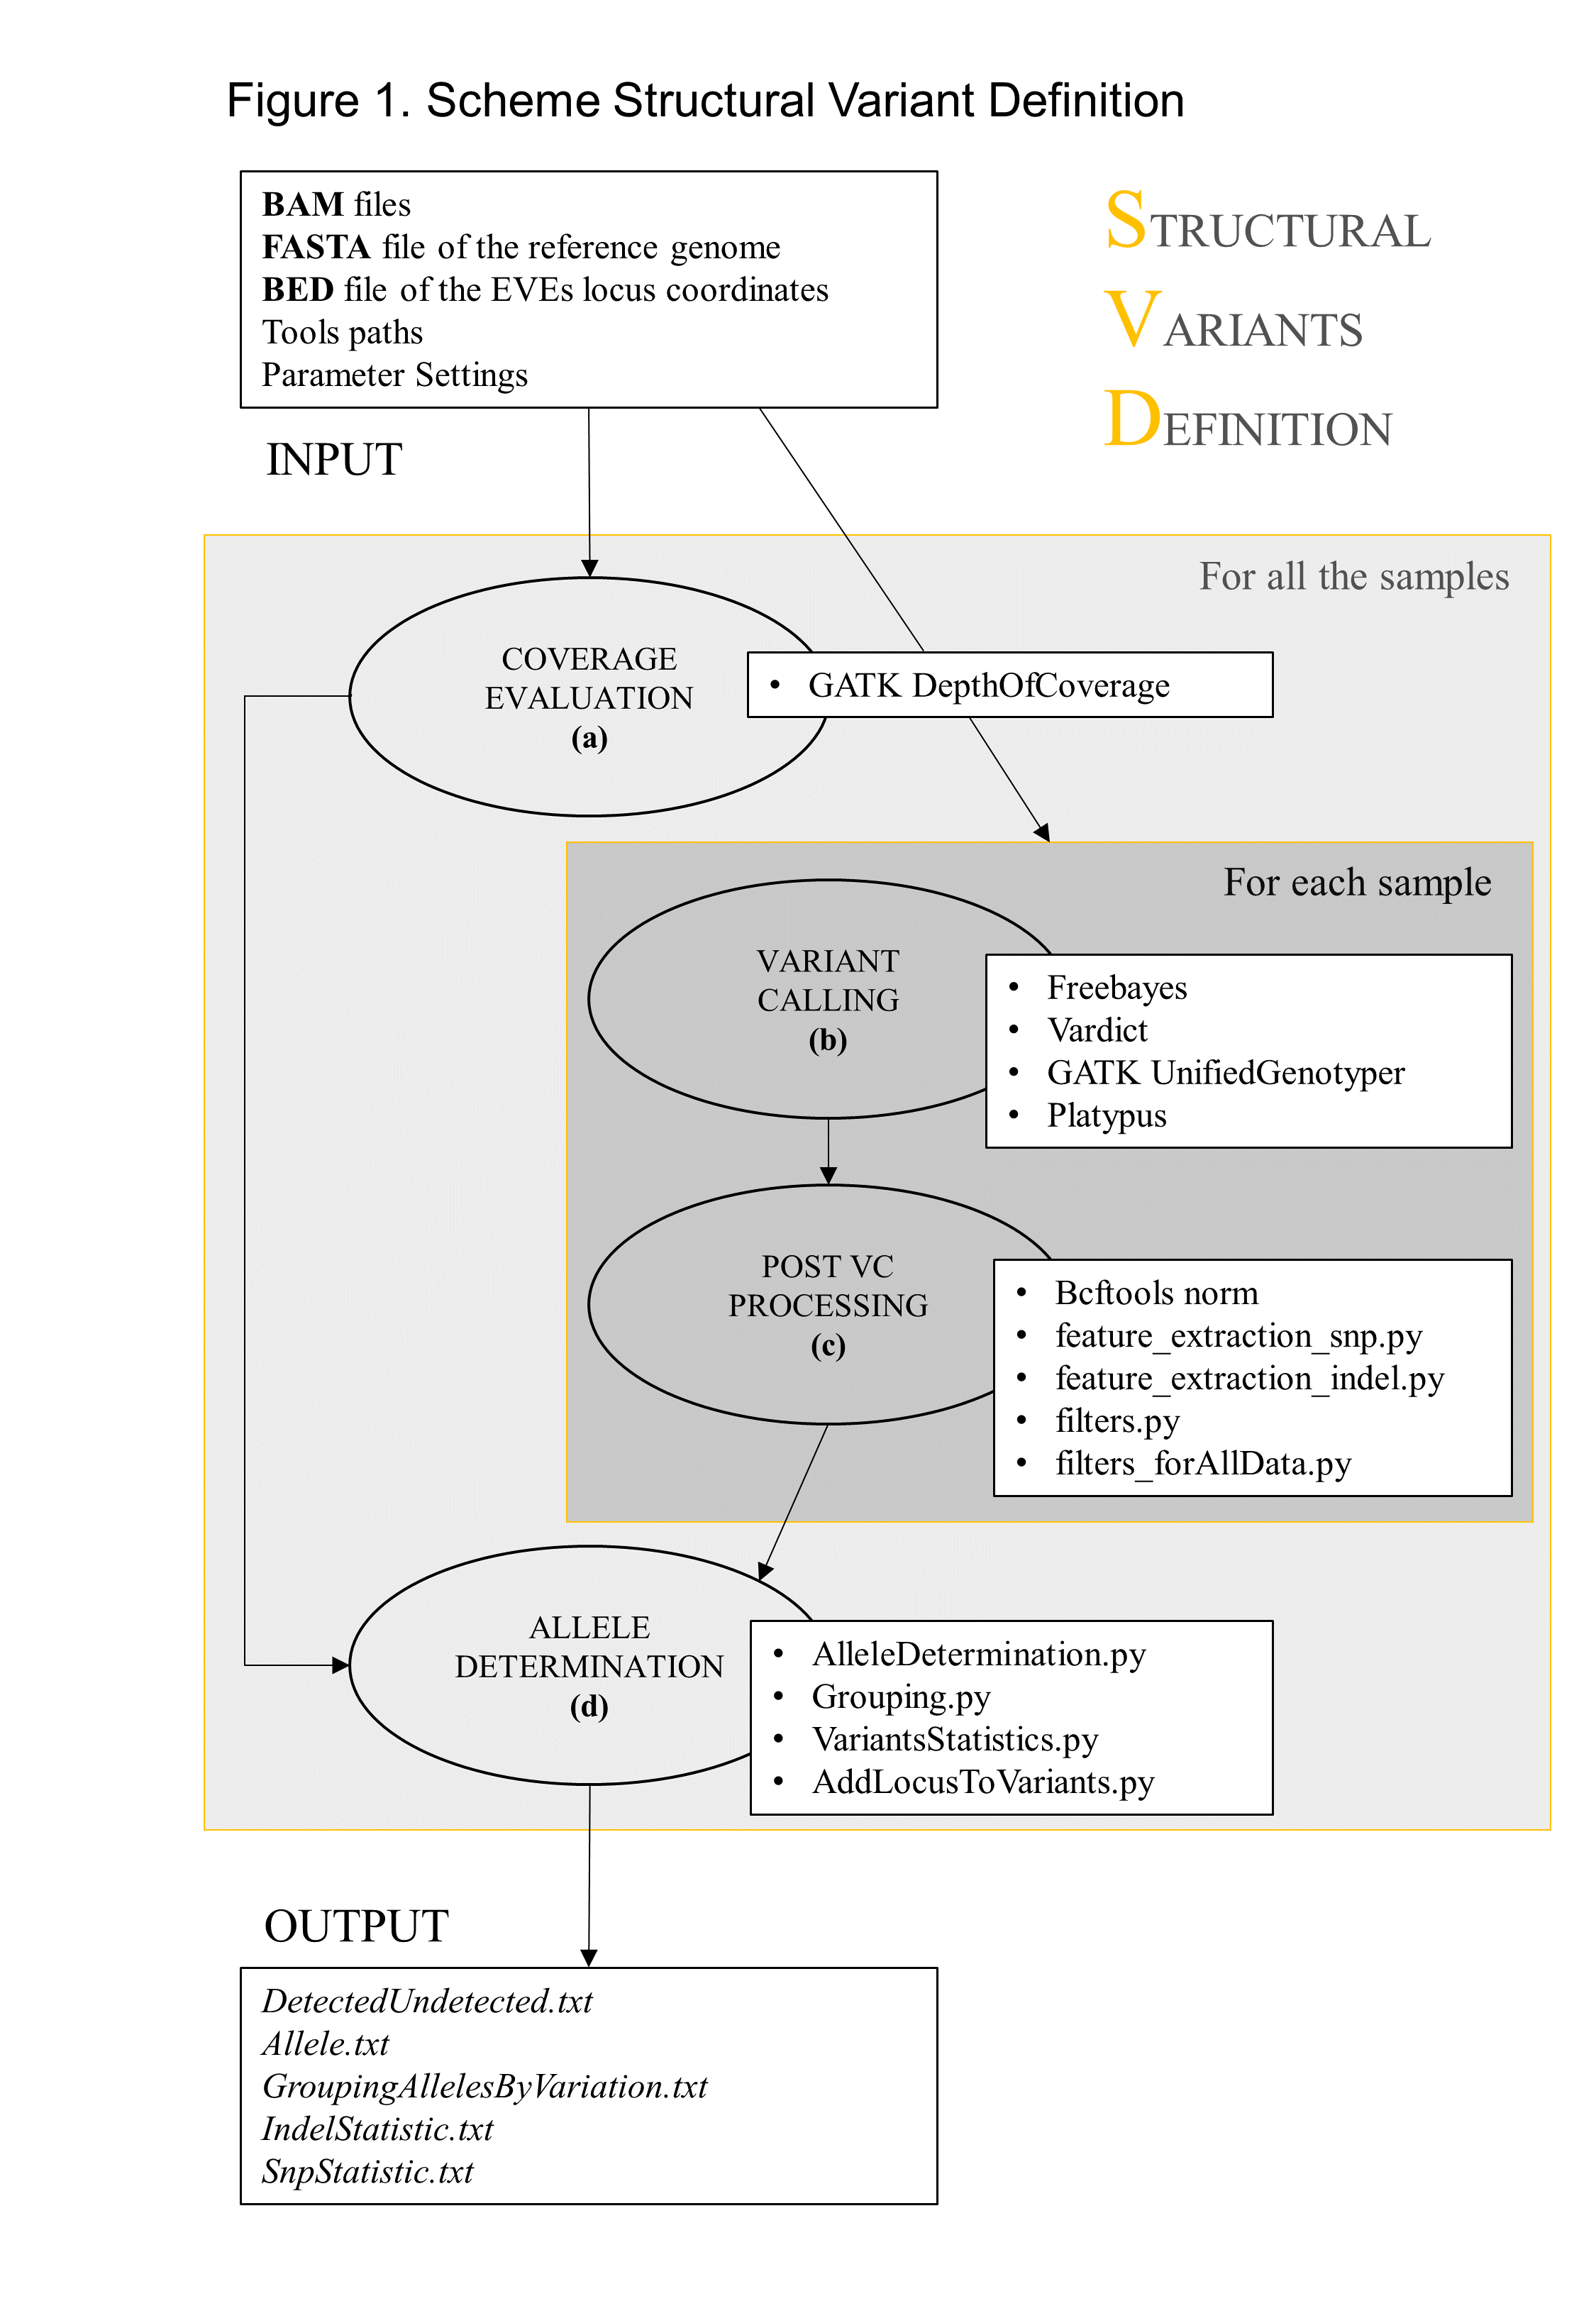 Figure 1. Scheme Structural Variant Definition
BAM files
FASTA file of the reference genome
BED file of the EVEs locus coordinates
Tools paths
Parameter Settings
STRUCTURAL
VARIANTS
DEFINITION
INPUT
For all the samples
COVERAGE
EVALUATION
(a)
• GATK DepthOfCoverage
For each sample
VARIANT
CALLING
(b)
• Freebayes
• Vardict
• GATK UnifiedGenotyper
• Platypus
POST VC
PROCESSING
(c)
• Bcftools norm
• feature_extraction_snp.py
• feature_extraction_indel.py
• filters.py
• filters_forAllData.py
ALLELE
DETERMINATION
(d)
• AlleleDetermination.py
• Grouping.py
• VariantsStatistics.py
• AddLocusToVariants.py
OUTPUT
DetectedUndetected.txt
Allele.txt
GroupingAllelesByVariation.txt
IndelStatistic.txt
SnpStatistic.txt